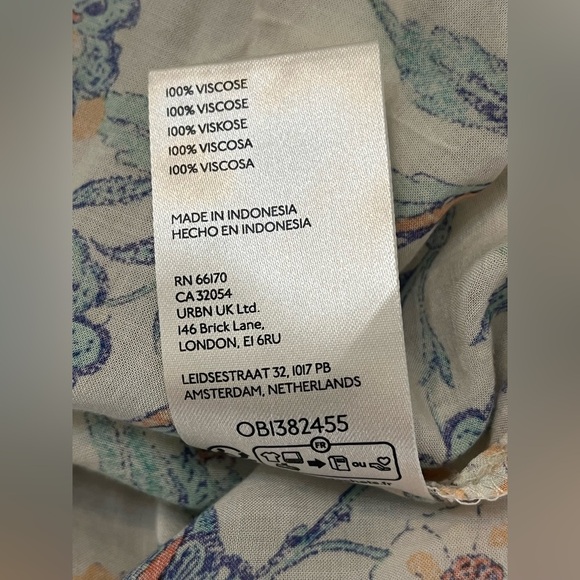 100% VISCOSE
100% VISCOSE
100% VISKOSE
100% VISCOSA
100% VISCOSA
MADE IN INDONESIA
HECHO EN INDONESIA
RN 66170
CA 32054
URBN UK Ltd.
146 Brick Lane,
LONDON, E1 6RU
LEIDSESTRAAT 32, 1017 PB
AMSTERDAM, NETHERLANDS
OB1382455
FR
ou